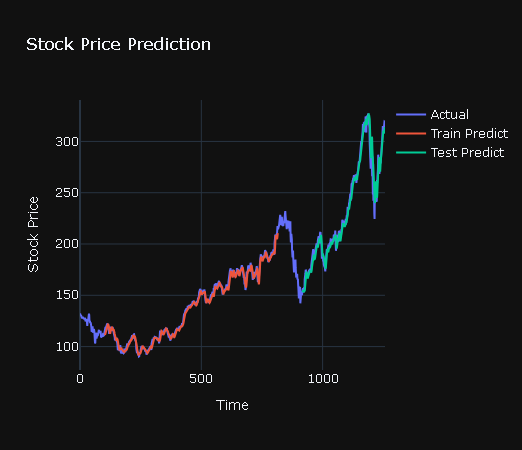 Stock Price Prediction
Actual
Train Predict
Test Predict
300
250
200
150
100
Stock Price
0
500
1000
Time